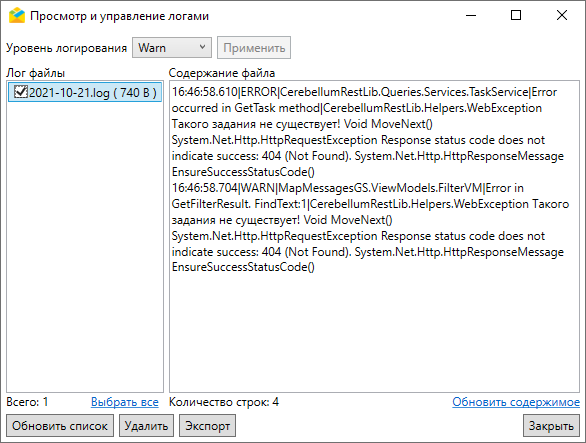 Просмотр и управление логами
Уровень логирования Warn Применить
Лог файлы
2021-10-21.log ( 740 B )
Содержание файла
16:46:58.610|ERROR|CerebellumRestLib.Queries.Services.TaskService|Error
occurred in GetTask method|CerebellumRestLib.Helpers.WebException
Такого задания не существует! Void MoveNext()
System.Net.Http.HttpRequestException Response status code does not
indicate success: 404 (Not Found). System.Net.Http.HttpResponseMessage
EnsureSuccessStatusCode()
16:46:58.704|WARN|MapMessagesGS.ViewModels.FilterVM|Error in
GetFilterResult. FindText:1|CerebellumRestLib.Helpers.WebException Такого
задания не существует! Void MoveNext()
System.Net.Http.HttpRequestException Response status code does not
indicate success: 404 (Not Found). System.Net.Http.HttpResponseMessage
EnsureSuccessStatusCode()
Всего: 1 Выбрать все
Количество строк: 4 Обновить содержимое
Обновить список Удалить Экспорт Закрыть